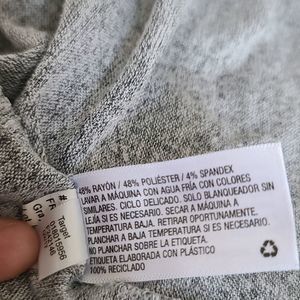 48% RAYÓN / 48% POLIÉSTER / 4% SPANDEX
LAVAR A MÁQUINA CON AGUA FRÍA CON COLORES
SIMILARES. CICLO DELICADO. SOLO BLANQUEADOR SIN
CLORO SI ES NECESARIO. SECAR A MÁQUINA A
TEMPERATURA BAJA. RETIRAR OPORTUNAMENTE.
PLANCHAR A BAJA TEMPERATURA SI ES NECESARIO.
NO PLANCHAR SOBRE LA ETIQUETA.
ETIQUETA ELABORADA CON PLÁSTICO
100% RECICLADO
Target